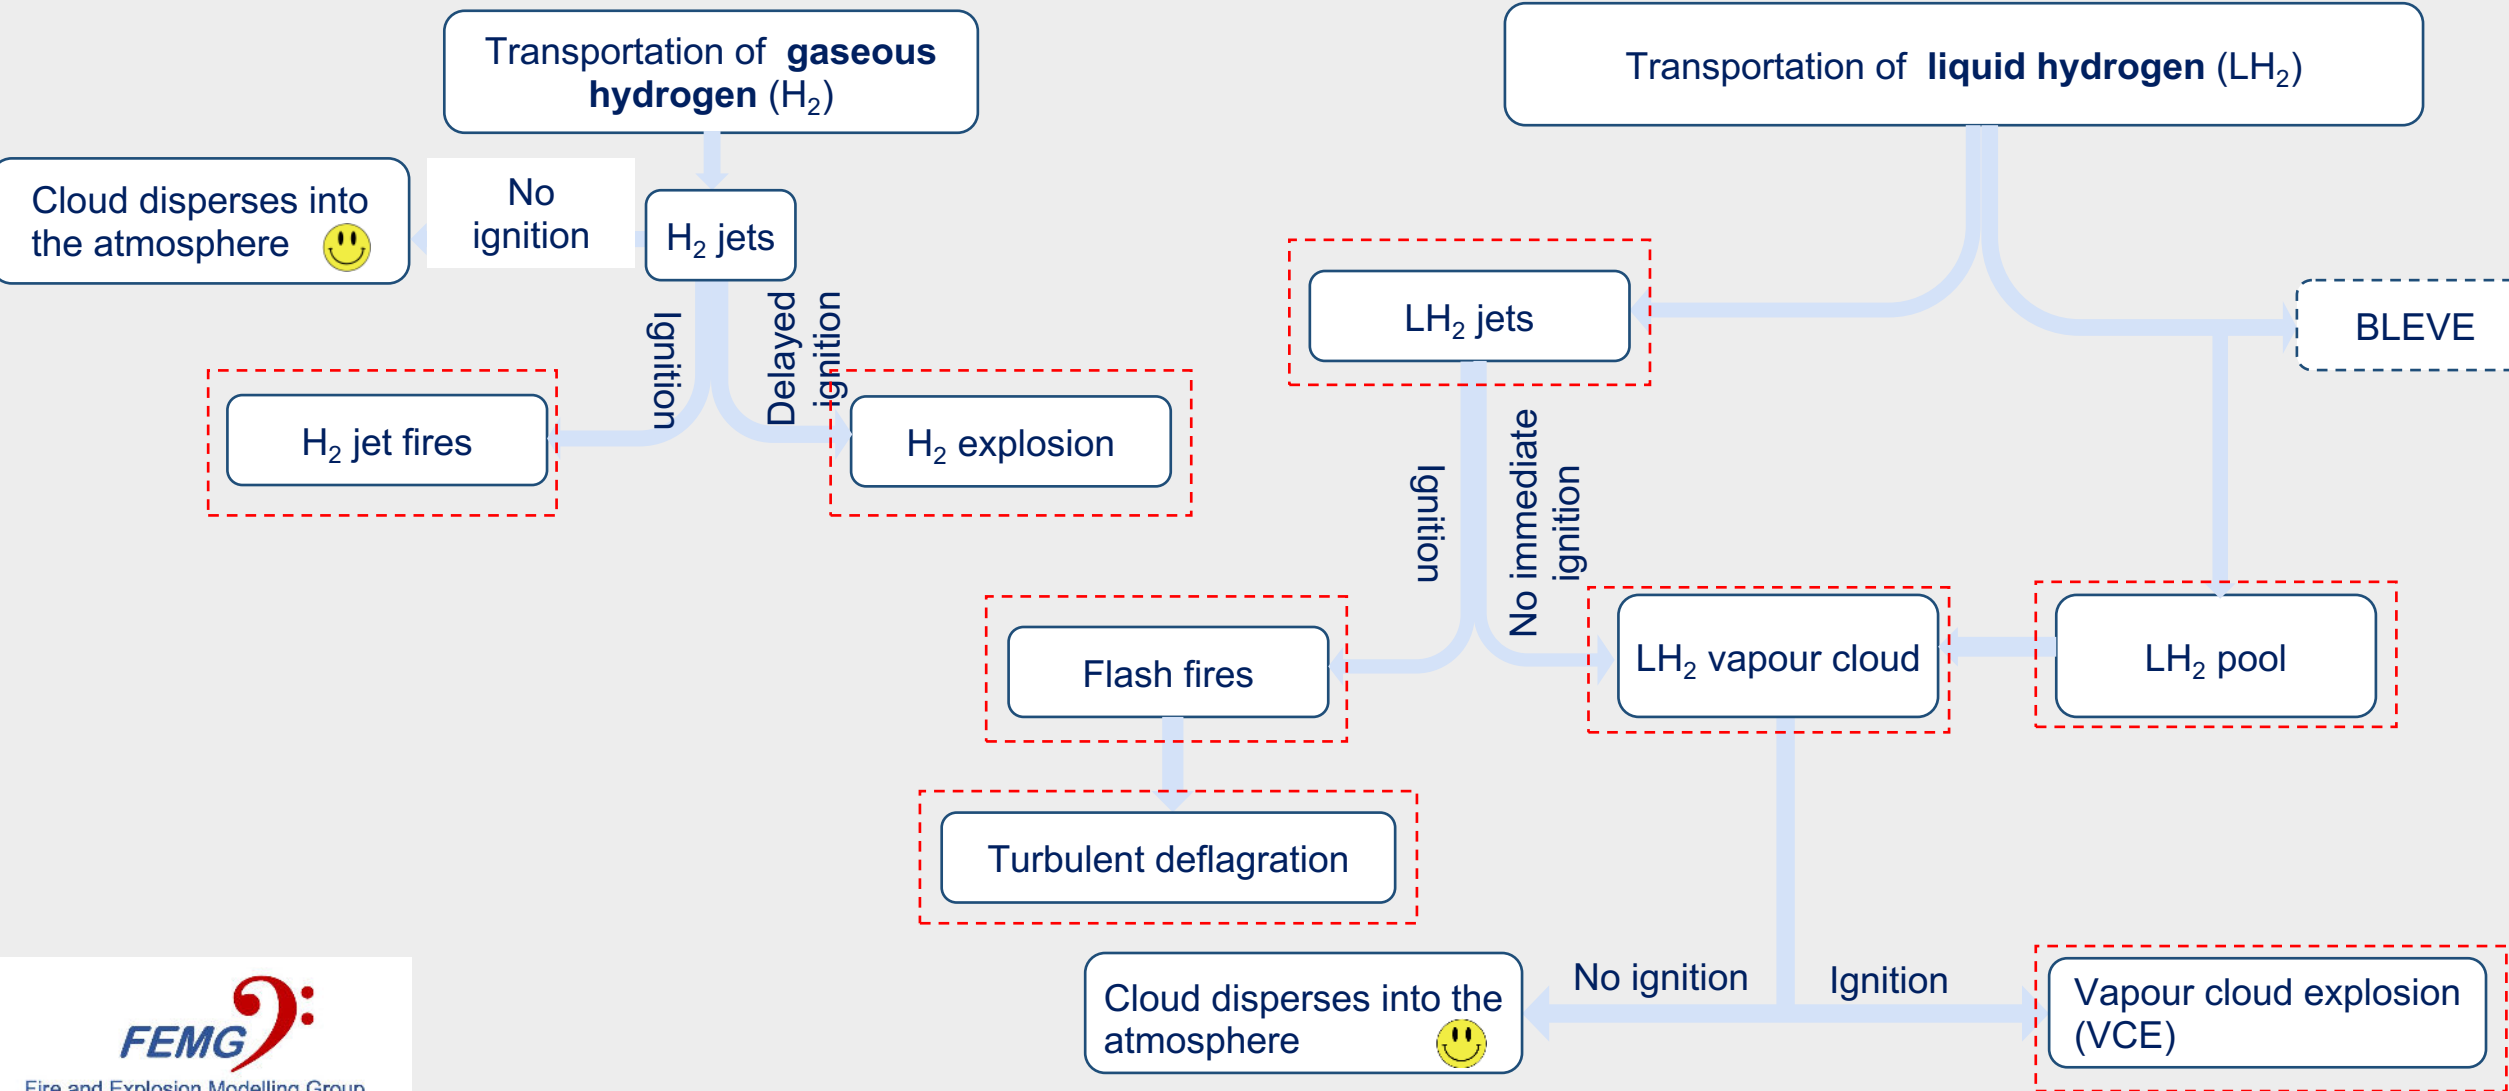 Transportation of gaseous
hydrogen (H₂)
Transportation of liquid hydrogen (LH₂)
Cloud disperses into
the atmosphere
No
ignition
H₂ jets
Ignition
Delayed
ignition
H₂ jet fires
H₂ explosion
LH₂ jets
BLEVE
Ignition
No immediate
ignition
Flash fires
LH₂ vapour cloud
LH₂ pool
Turbulent deflagration
Cloud disperses into the
atmosphere
No ignition
Ignition
Vapour cloud explosion
(VCE)
FEMG
Fire and Explosion Modelling Group